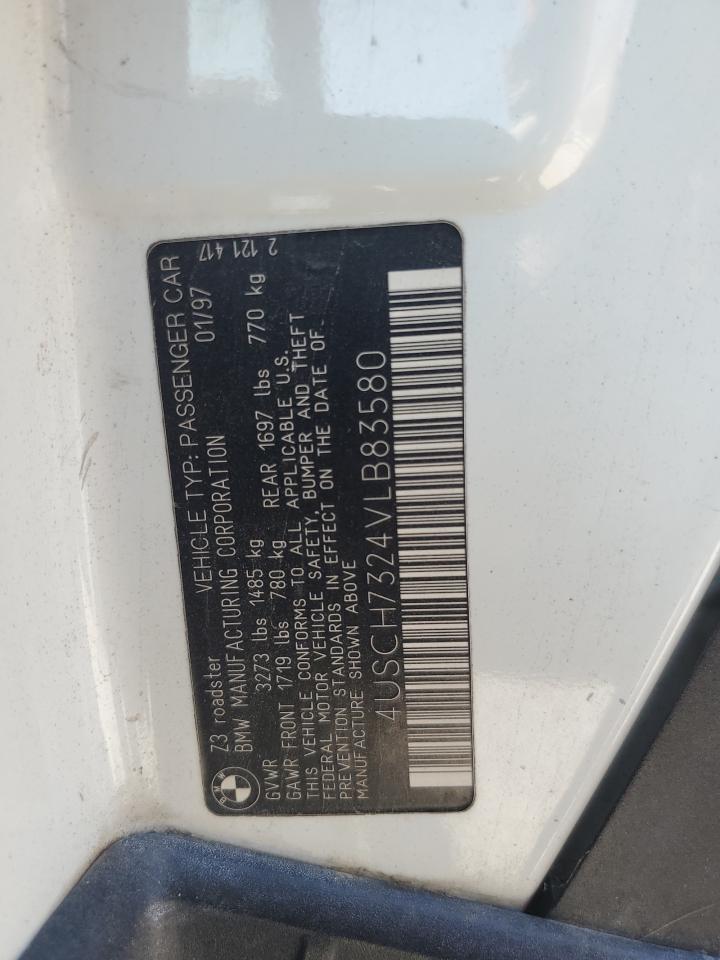 BMW
Z3 roadster VEHICLE TYP: PASSENGER CAR 2 121 417
BMW MANUFACTURING CORPORATION 01/97
GVWR 3273 lbs 1485 kg
GAWR FRONT 1719 lbs 780 kg REAR 1697 lbs 770 kg
THIS VEHICLE CONFORMS TO ALL APPLICABLE U.S.
FEDERAL MOTOR VEHICLE SAFETY, BUMPER AND THEFT
PREVENTION STANDARDS IN EFFECT ON THE DATE OF
MANUFACTURE SHOWN ABOVE
4USCH7324VLB83580